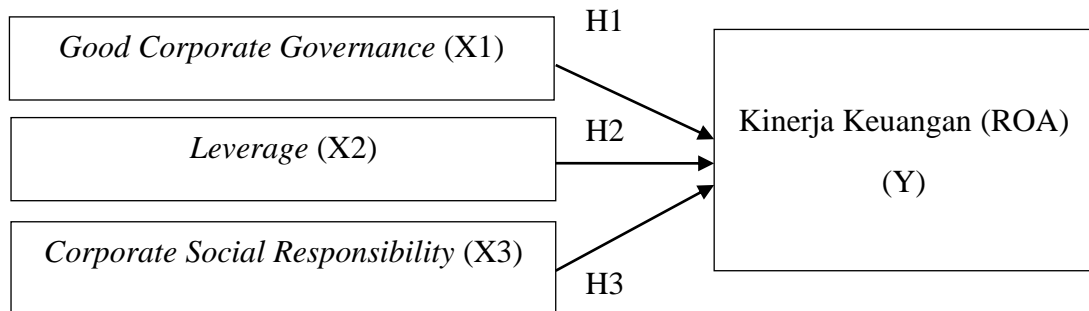 H1
Good Corporate Governance (X1)
Kinerja Keuangan (ROA)
(Y)
H2
Leverage (X2)
Corporate Social Responsibility (X3)
H3